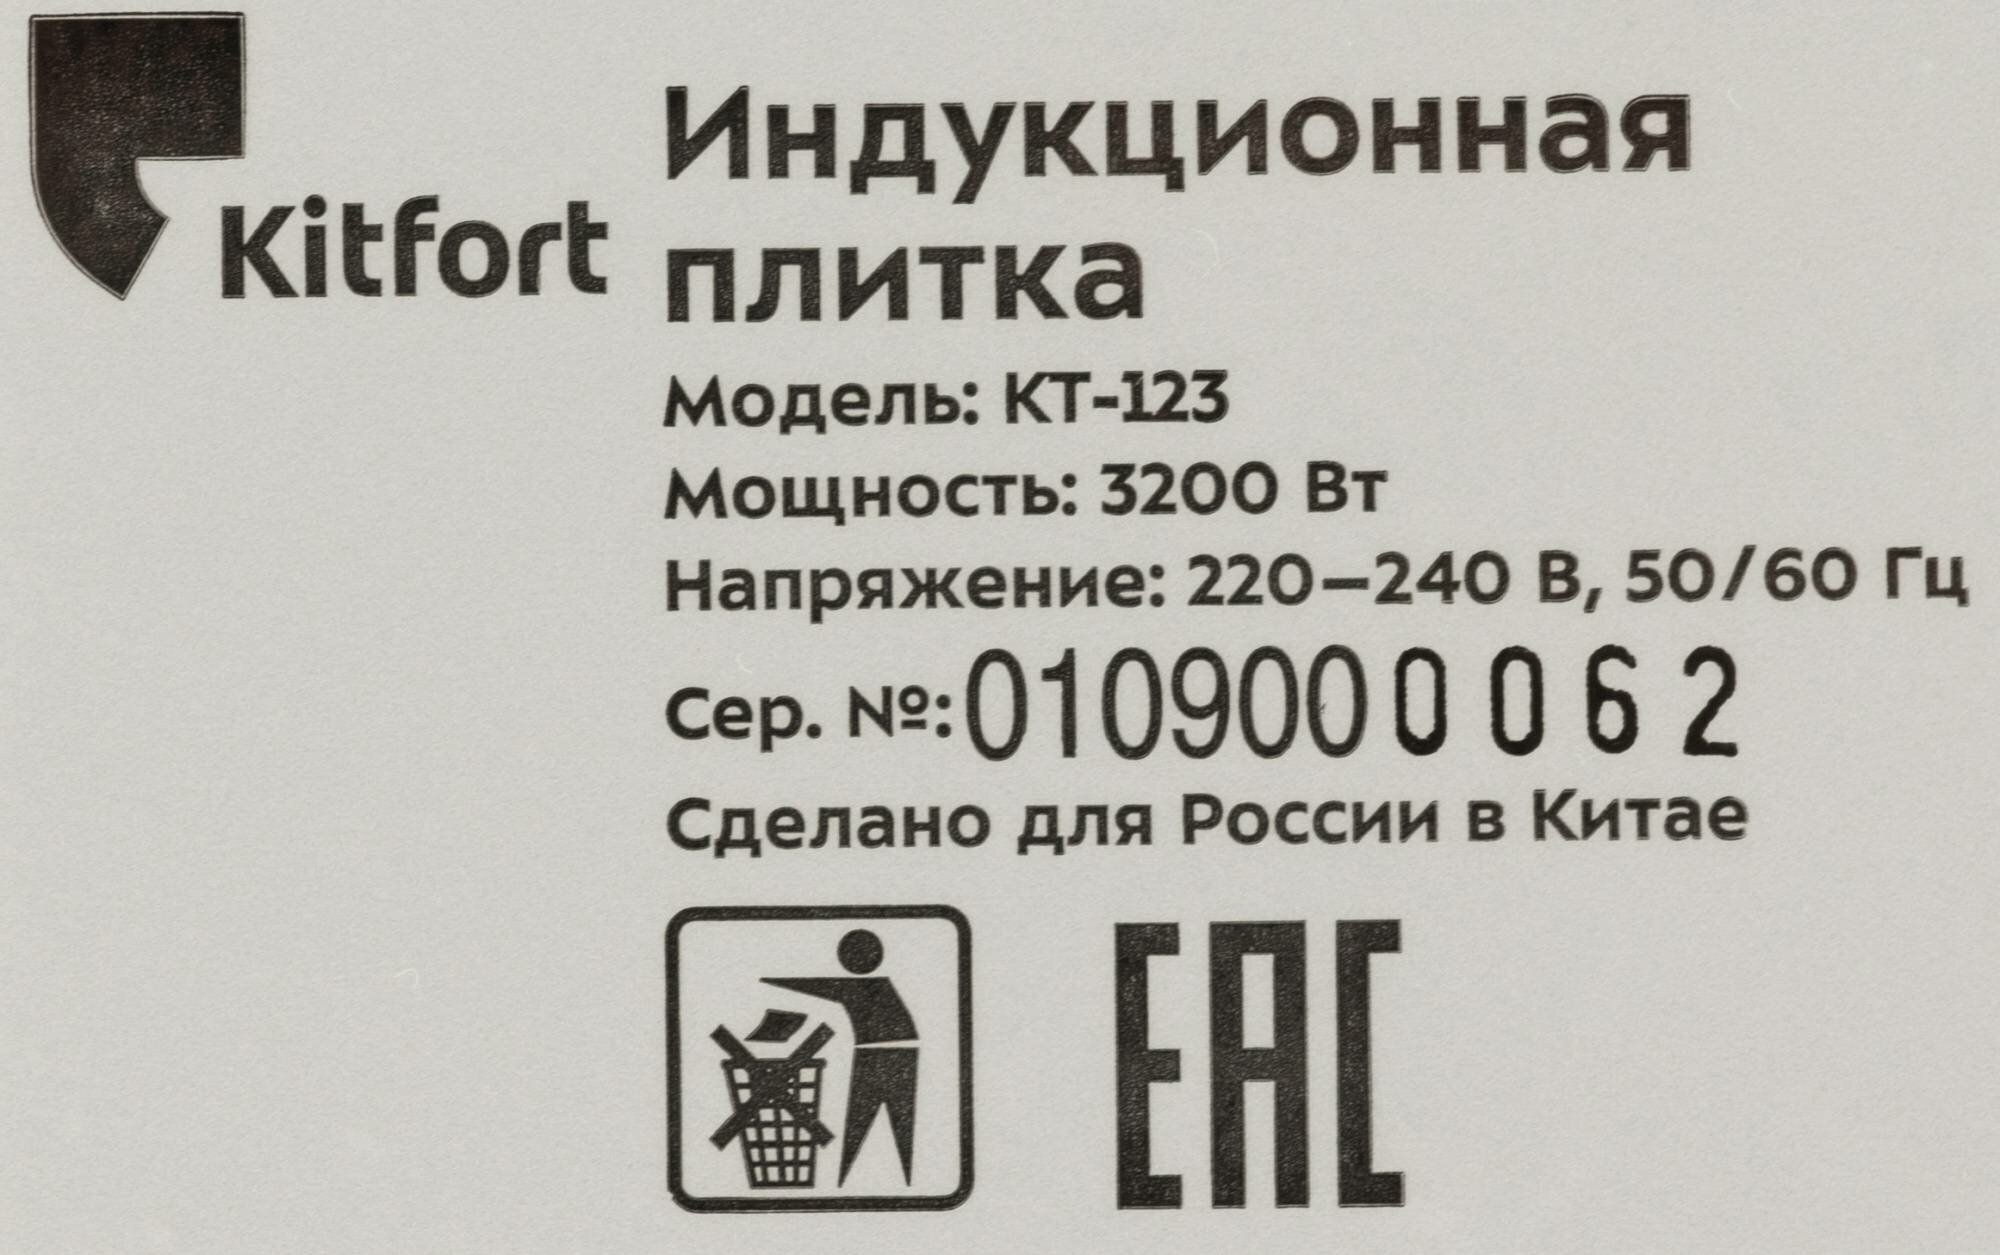 Kitfort
Индукционная
плитка
Модель: КТ-123
Мощность: 3200 Вт
Напряжение: 220–240 В, 50/60 Гц
Сер. №: 0109000062
Сделано для России в Китае
EAC